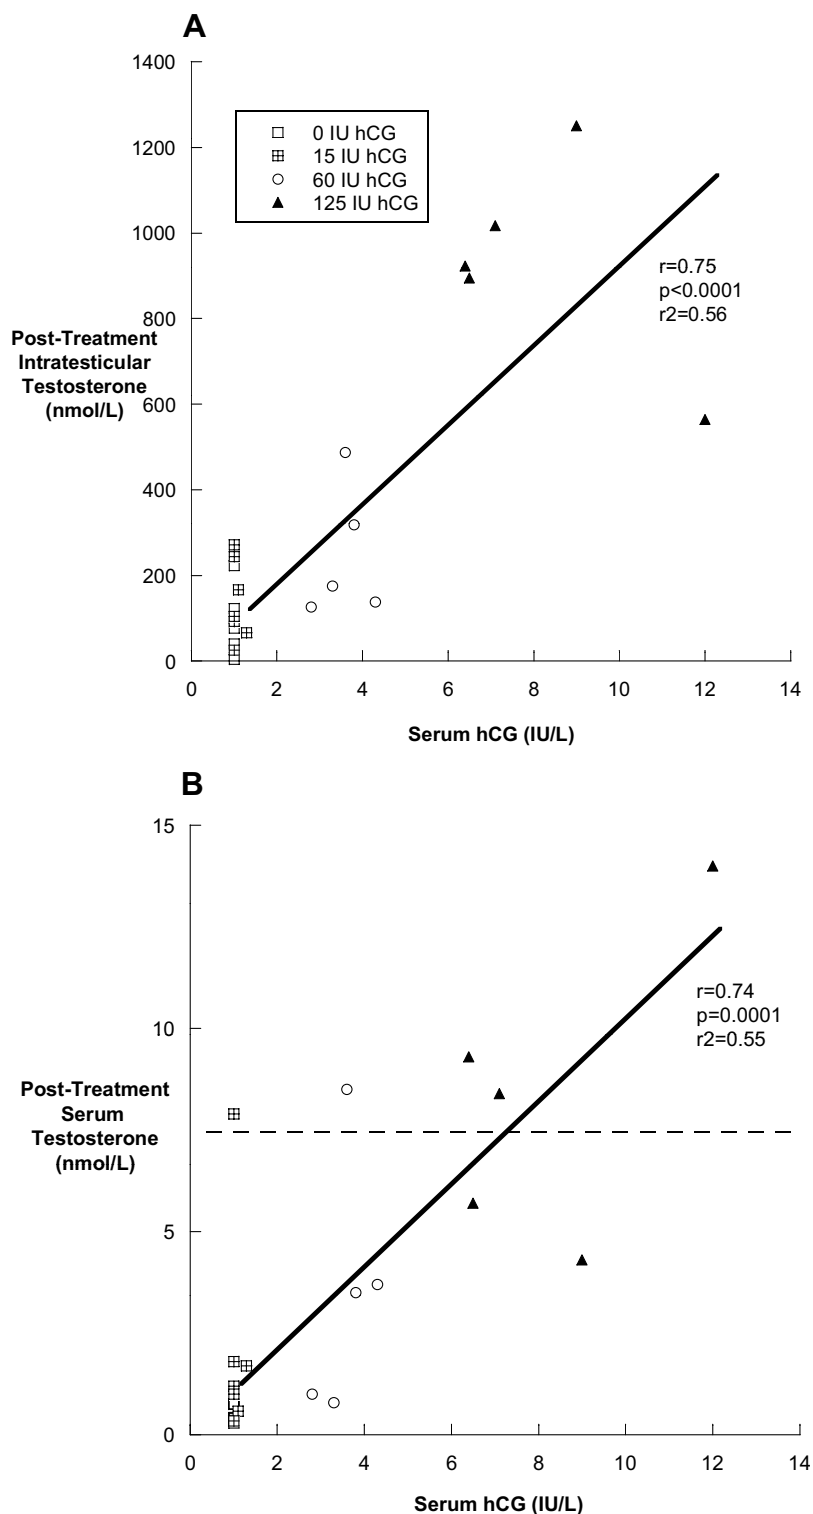 A
1400
1200
1000
800
600
400
200
0
0 IU hCG
15 IU hCG
60 IU hCG
125 IU hCG
r=0.75
p<0.0001
r2=0.56
Post-Treatment
Intratesticular
Testosterone
(nmol/L)
0 2 4 6 8 10 12 14
Serum hCG (IU/L)
B
15
10
5
0
r=0.74
p=0.0001
r2=0.55
Post-Treatment
Serum
Testosterone
(nmol/L)
0 2 4 6 8 10 12 14
Serum hCG (IU/L)